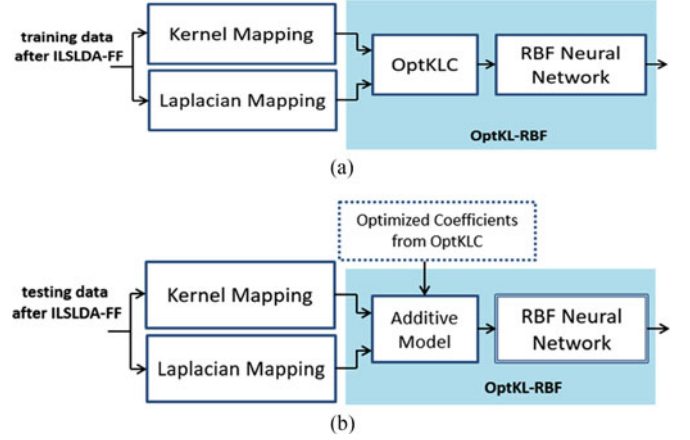 training data
after ILSLDA-FF
Kernel Mapping
Laplacian Mapping
OptKLC
RBF Neural
Network
OptKL-RBF
(a)
Optimized Coefficients
from OptKLC
testing data
after ILSLDA-FF
Kernel Mapping
Laplacian Mapping
Additive
Model
RBF Neural
Network
OptKL-RBF
(b)